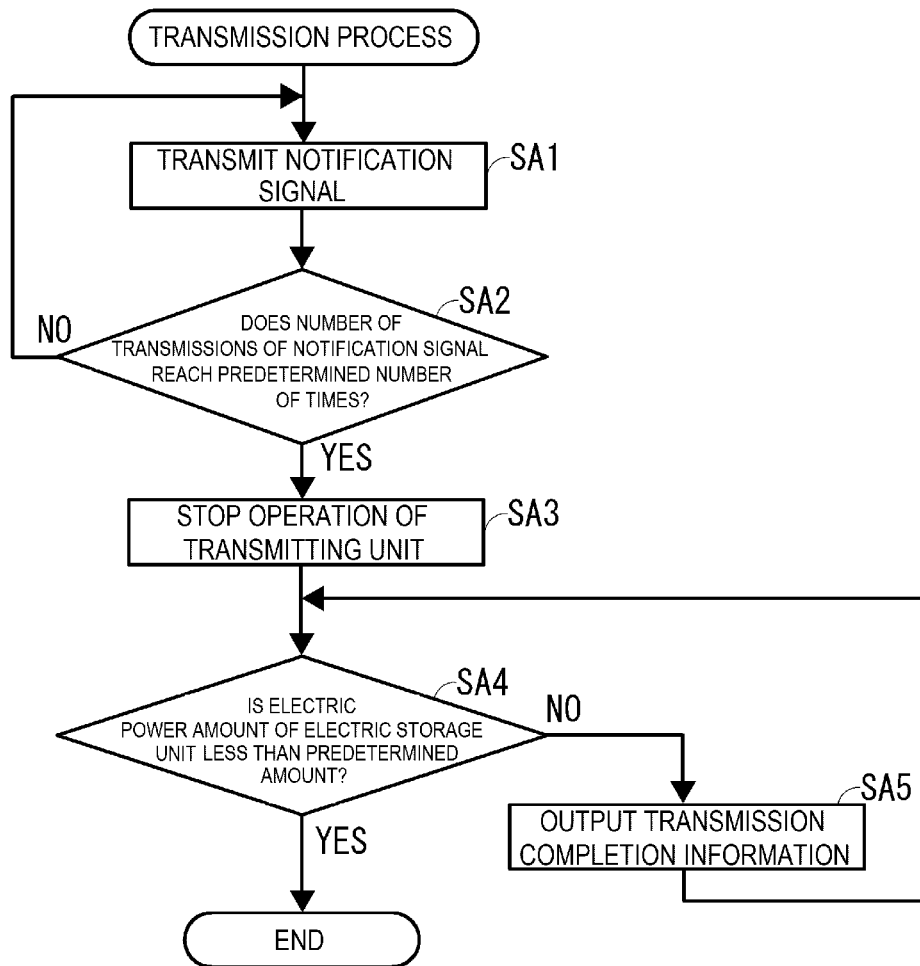 TRANSMISSION PROCESS
TRANSMIT NOTIFICATION
SIGNAL
SA1
SA2
DOES NUMBER OF
TRANSMISSIONS OF NOTIFICATION SIGNAL
REACH PREDETERMINED NUMBER
OF TIMES?
NO
YES
STOP OPERATION OF
TRANSMITTING UNIT
SA3
SA4
IS ELECTRIC
POWER AMOUNT OF ELECTRIC STORAGE
UNIT LESS THAN PREDETERMINED
AMOUNT?
NO
YES
SA5
OUTPUT TRANSMISSION
COMPLETION INFORMATION
END